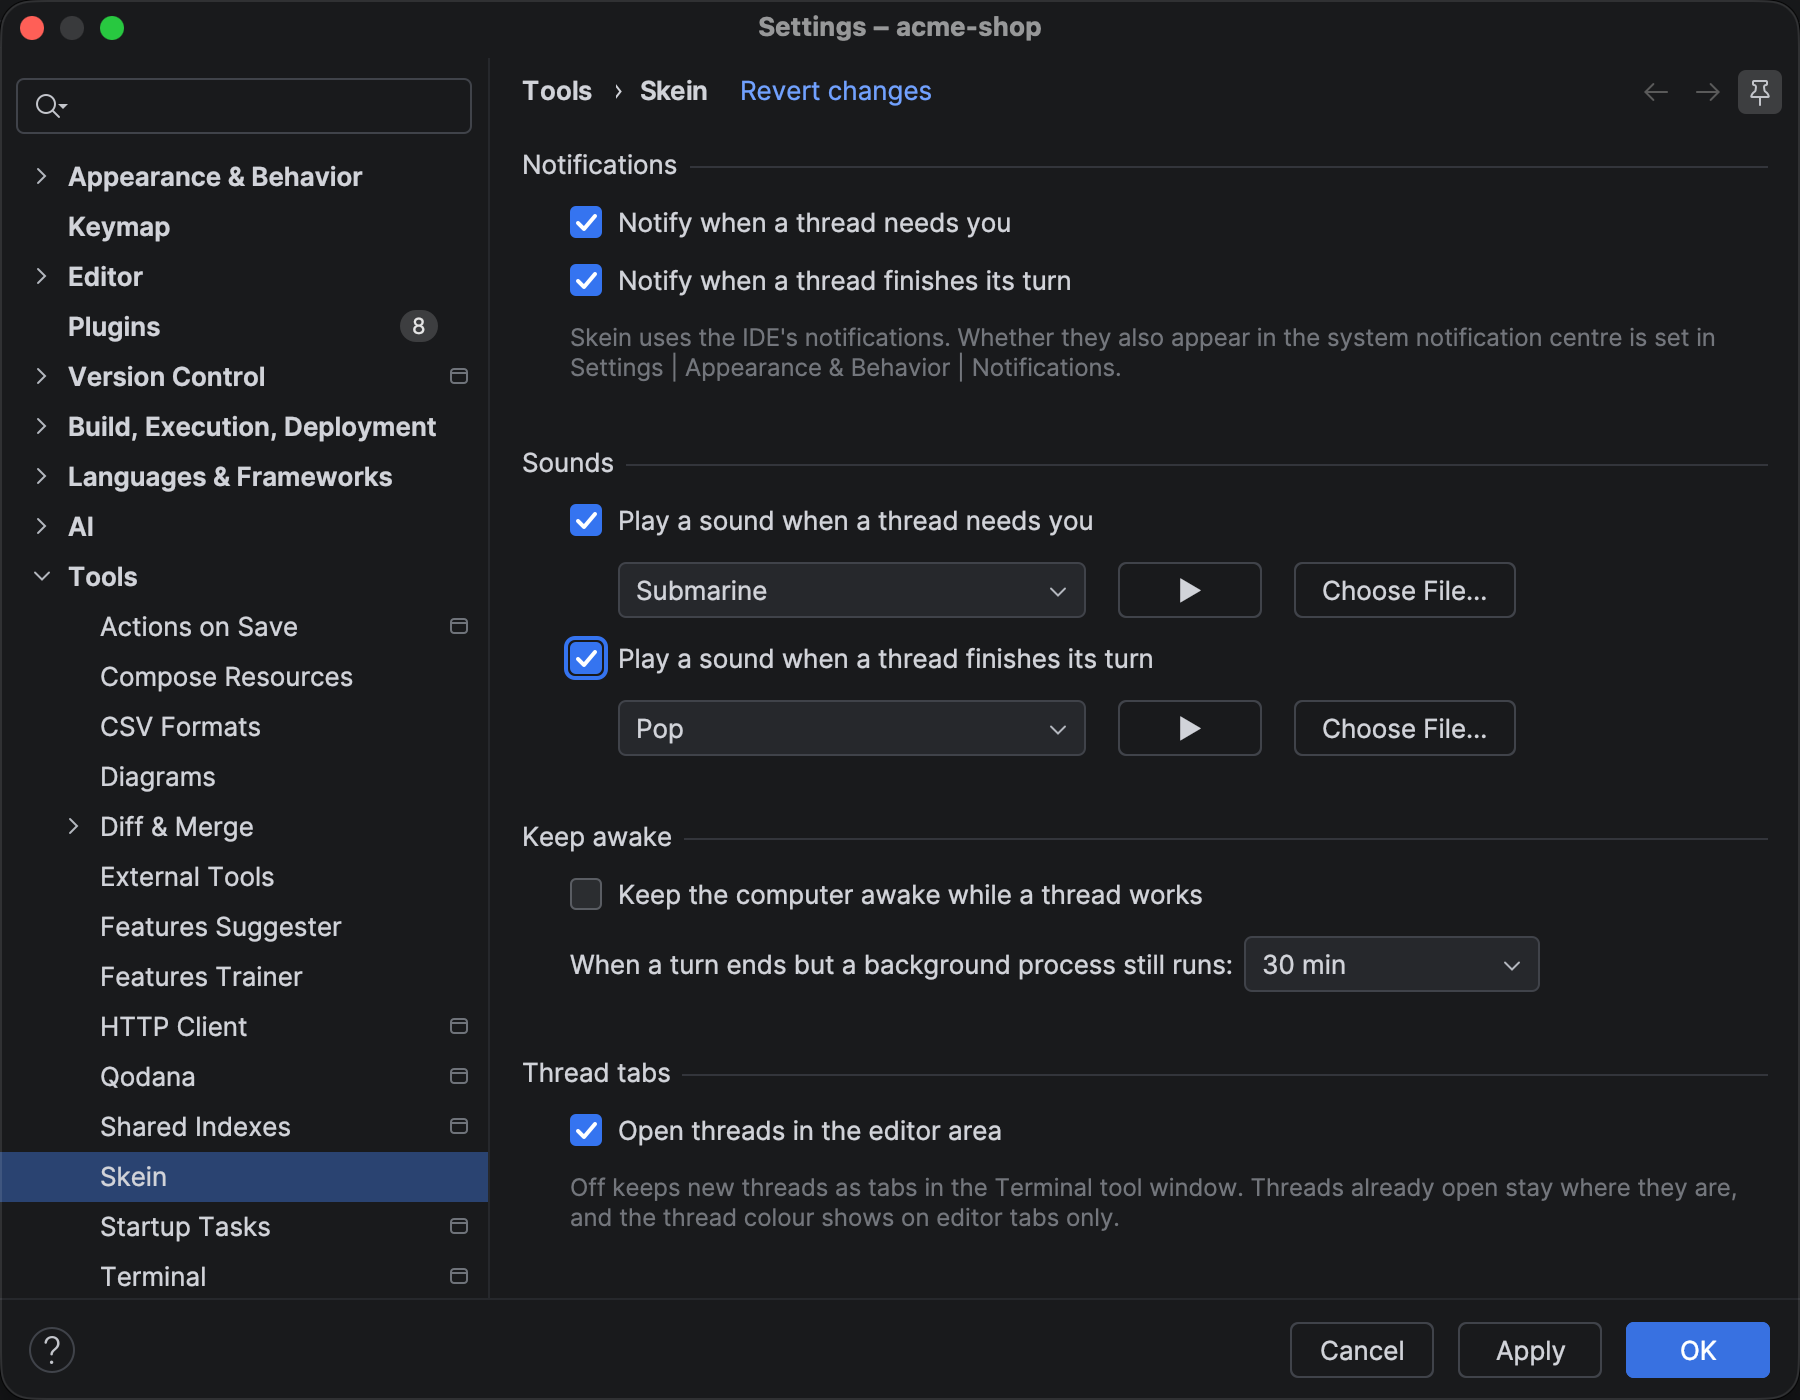 Settings – acme-shop
Tools › Skein Revert changes
Appearance & Behavior
Keymap
Editor
Plugins 8
Version Control
Build, Execution, Deployment
Languages & Frameworks
AI
Tools
Actions on Save
Compose Resources
CSV Formats
Diagrams
Diff & Merge
External Tools
Features Suggester
Features Trainer
HTTP Client
Qodana
Shared Indexes
Skein
Startup Tasks
Terminal
Notifications
Notify when a thread needs you
Notify when a thread finishes its turn
Skein uses the IDE's notifications. Whether they also appear in the system notification centre is set in
Settings | Appearance & Behavior | Notifications.
Sounds
Play a sound when a thread needs you
Submarine Choose File...
Play a sound when a thread finishes its turn
Pop Choose File...
Keep awake
Keep the computer awake while a thread works
When a turn ends but a background process still runs: 30 min
Thread tabs
Open threads in the editor area
Off keeps new threads as tabs in the Terminal tool window. Threads already open stay where they are,
and the thread colour shows on editor tabs only.
? Cancel Apply OK